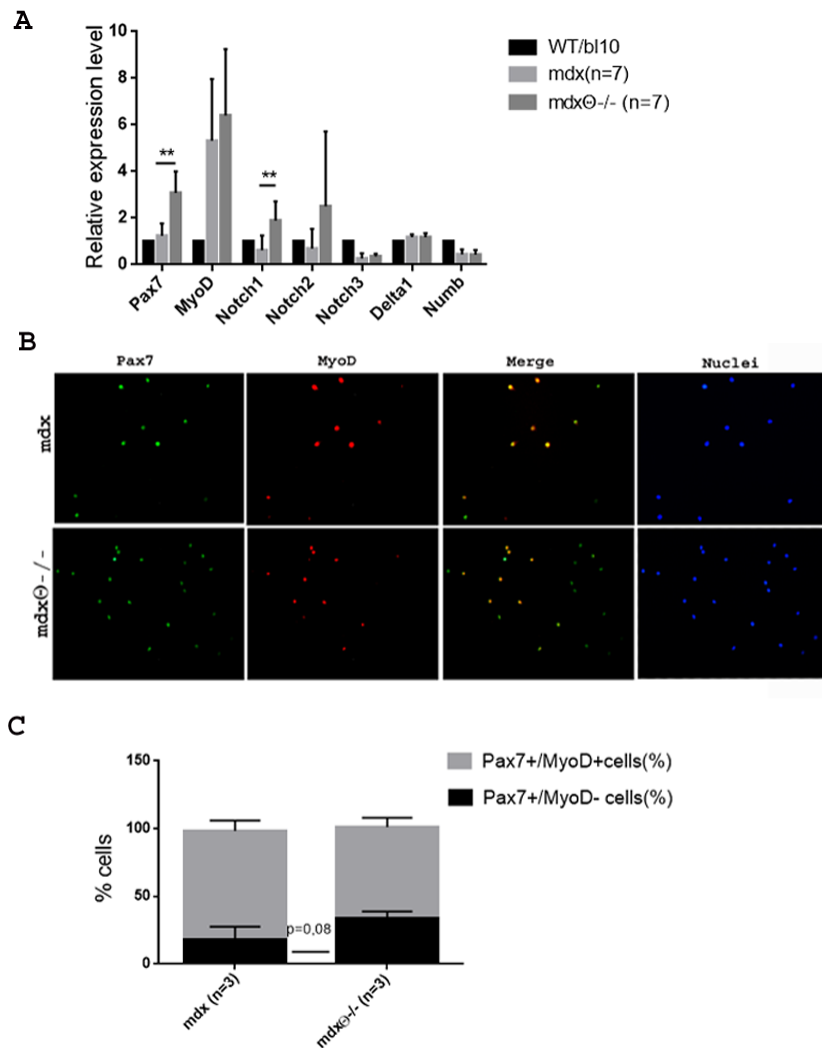 A
Relative expression level
10
8
6
4
2
0
**
**
Pax7
MyoD
Notch1
Notch2
Notch3
Delta1
Numb
WT/bl10
mdx(n=7)
mdxΘ-/- (n=7)
B
Pax7 MyoD Merge Nuclei
mdx
mdxΘ-/-
C
% cells
150
100
50
0
p=0,08
mdx (n=3)
mdxΘ-/- (n=3)
Pax7+/MyoD+cells(%)
Pax7+/MyoD- cells(%)